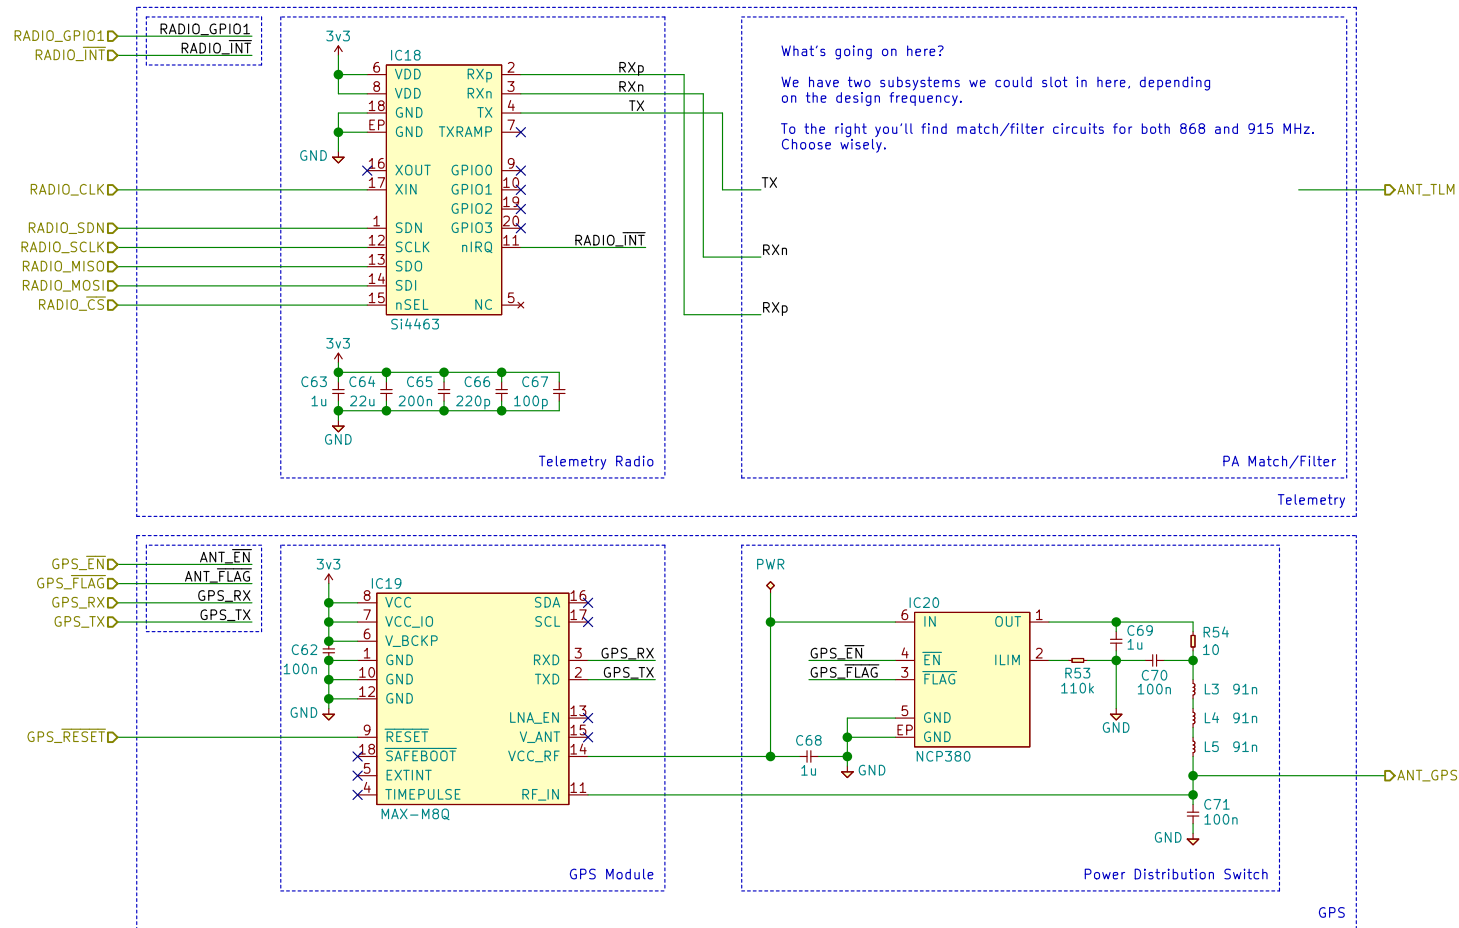 RADIO_GPIO1
RADIO_INT
RADIO_GPIO1
RADIO_INT
RADIO_CLK
RADIO_SDN
RADIO_SCLK
RADIO_MISO
RADIO_MOSI
RADIO_CS
3v3
IC18
6 VDD RXp 2
8 VDD RXn 3
18 GND TX 4
EP GND TXRAMP 7
GND
16 XOUT GPIO0 9
17 XIN GPIO1 10
GPIO2 19
1 SDN GPIO3 20
12 SCLK nIRQ 11
13 SDO
14 SDI
15 nSEL NC 5
Si4463
RXp
RXn
TX
RADIO_INT
3v3
C63 C64 C65 C66 C67
1u 22u 200n 220p 100p
GND
Telemetry Radio
What's going on here?
We have two subsystems we could slot in here, depending
on the design frequency.
To the right you'll find match/filter circuits for both 868 and 915 MHz.
Choose wisely.
TX
RXn
RXp
ANT_TLM
PA Match/Filter
Telemetry
GPS_EN
GPS_FLAG
GPS_RX
GPS_TX
ANT_EN
ANT_FLAG
GPS_RX
GPS_TX
GPS_RESET
3v3
IC19
8 VCC SDA 16
7 VCC_IO SCL 17
6 V_BCKP
C62
100n
1 GND RXD 3
10 GND TXD 2
12 GND
GND
LNA_EN 13
9 RESET V_ANT 15
18 SAFEBOOT VCC_RF 14
5 EXTINT
4 TIMEPULSE RF_IN 11
MAX-M8Q
GPS_RX
GPS_TX
GPS Module
PWR
IC20
6 IN OUT 1
4 EN ILIM 2
3 FLAG
5 GND
EP GND
NCP380
GPS_EN
GPS_FLAG
C68
1u
GND
C69
1u
R54
10
R53
110k
C70
100n
GND
L3 91n
L4 91n
L5 91n
ANT_GPS
C71
100n
GND
Power Distribution Switch
GPS